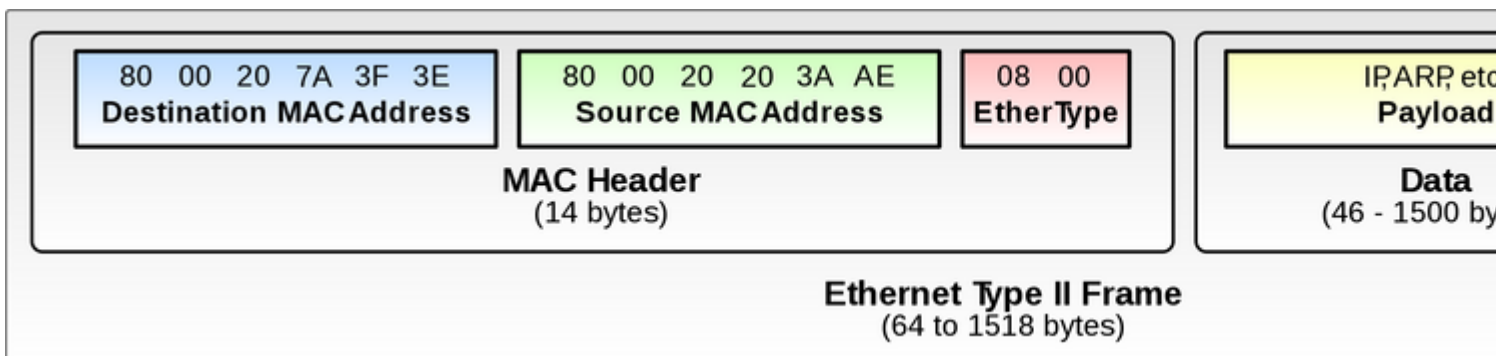 80 00 20 7A 3F 3E
Destination MAC Address
80 00 20 20 3A AE
Source MAC Address
08 00
EtherType
MAC Header
(14 bytes)
IP, ARP, etc
Payload
Data
(46 - 1500 by
Ethernet Type II Frame
(64 to 1518 bytes)